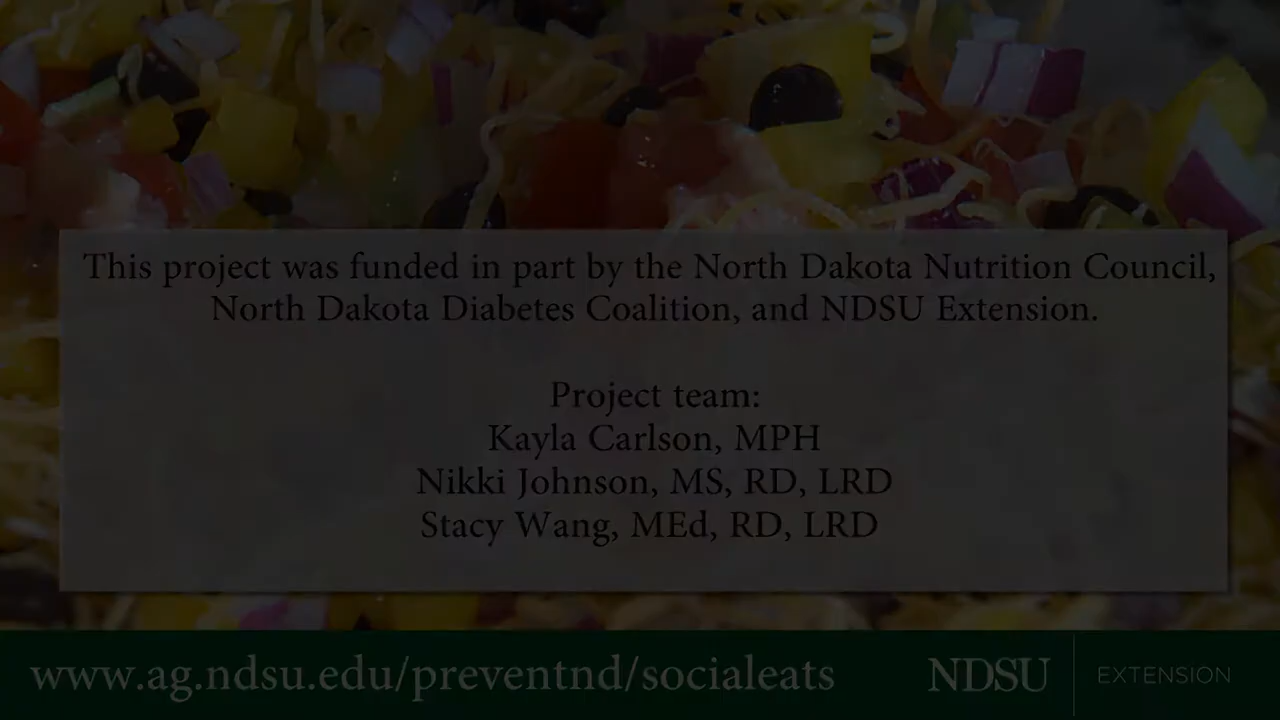 This project was funded in part by the North Dakota Nutrition Council,
North Dakota Diabetes Coalition, and NDSU Extension.
Project team:
Kayla Carlson, MPH
Nikki Johnson, MS, RD, LRD
Stacy Wang, MEd, RD, LRD
www.ag.ndsu.edu/preventnd/socialeats
NDSU EXTENSION